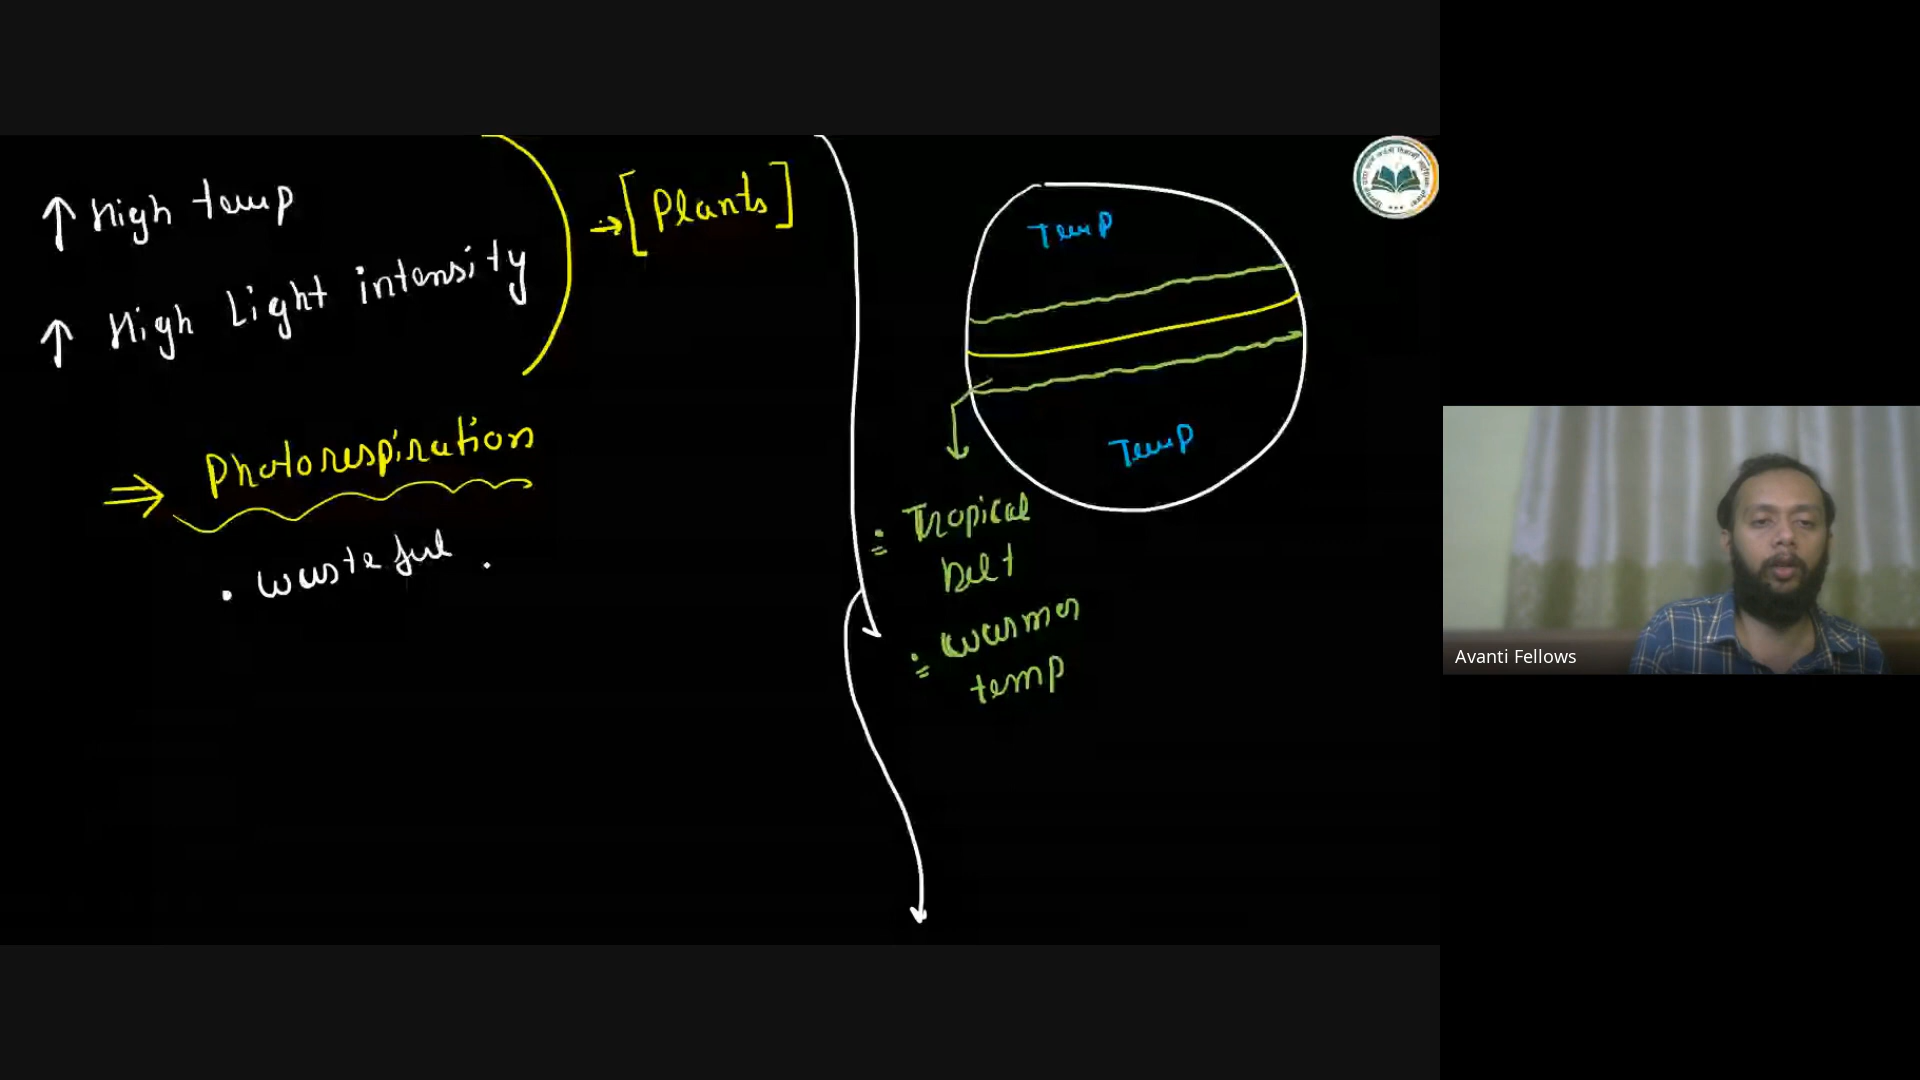 ↑ High temp
↑ High Light intensity
→ [Plants]
⇒ Photorespiration
. wasteful .
Temp
Temp
Tropical
belt
warmer
temp
Avanti Fellows